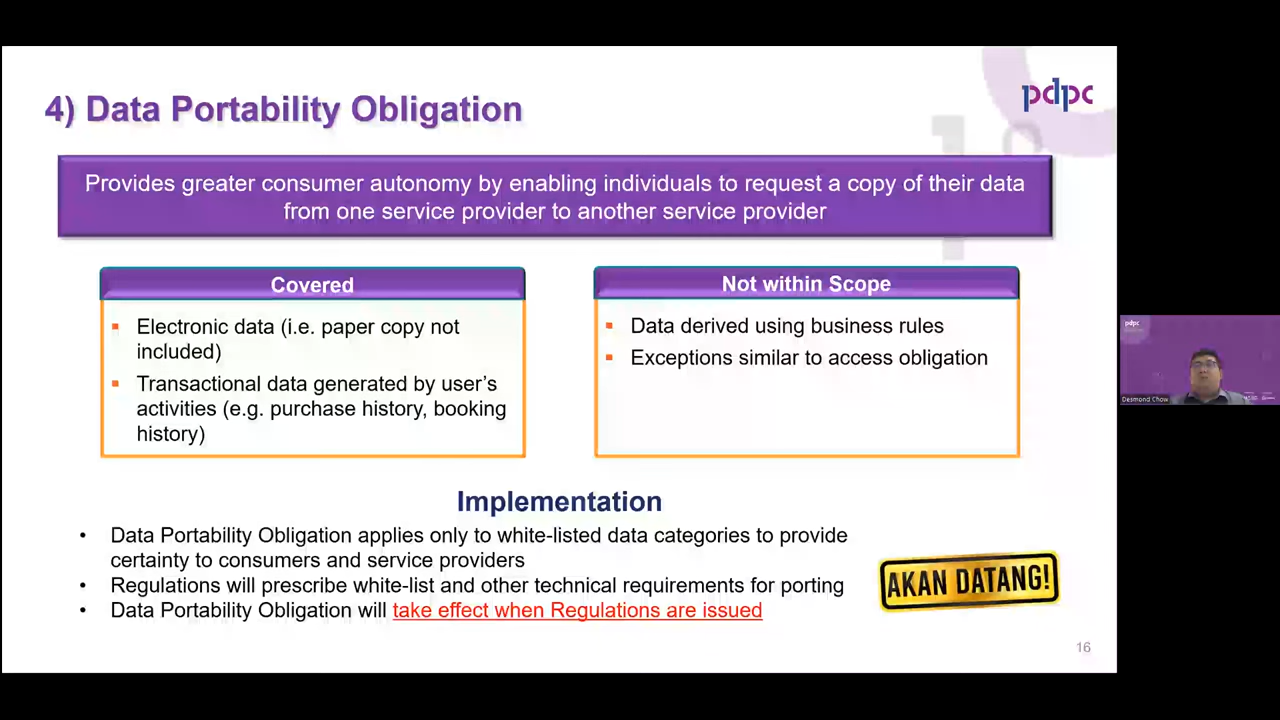 4) Data Portability Obligation
pdpc
Provides greater consumer autonomy by enabling individuals to request a copy of their data
from one service provider to another service provider
Covered
Electronic data (i.e. paper copy not
included)
Transactional data generated by user's
activities (e.g. purchase history, booking
history)
Not within Scope
Data derived using business rules
Exceptions similar to access obligation
pdpc
Desmond Chow
Implementation
Data Portability Obligation applies only to white-listed data categories to provide
certainty to consumers and service providers
Regulations will prescribe white-list and other technical requirements for porting
Data Portability Obligation will take effect when Regulations are issued
AKAN DATANG!
16